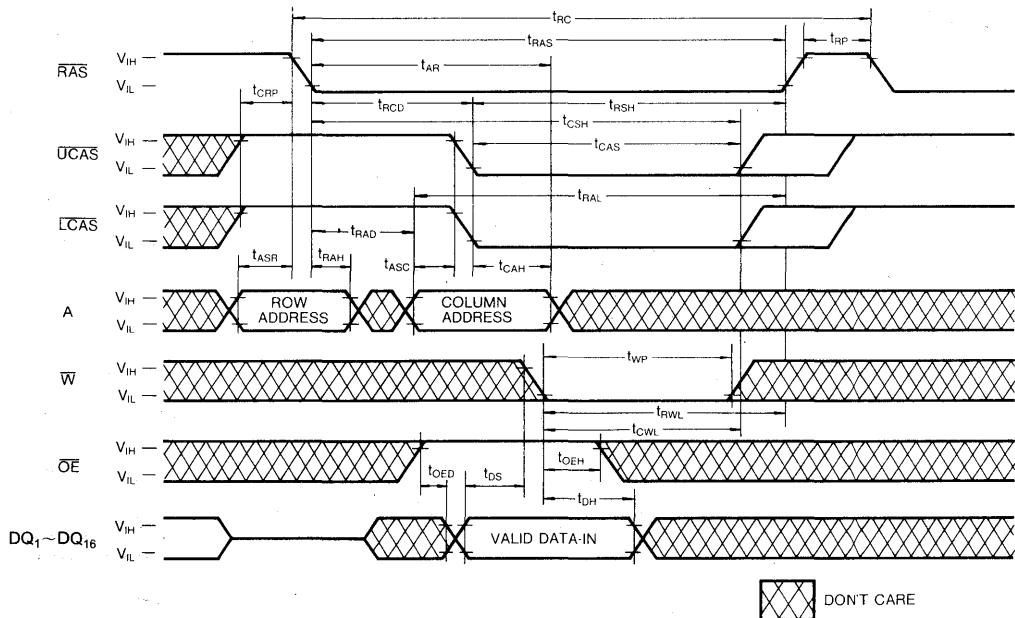 tRC
tRAS
tRP
RAS
VIH
VIL
tAR
tCRP
tRCD
tRSH
tCSH
UCAS
VIH
VIL
tCAS
tRAL
LCAS
VIH
VIL
tRAD
tASR
tRAH
tASC
tCAH
A
VIH
VIL
ROW ADDRESS
COLUMN ADDRESS
W
VIH
VIL
tWP
tRWL
tCWL
OE
VIH
VIL
tOED
tDS
tOEH
tDH
DQ1~DQ16
VIH
VIL
VALID DATA-IN
DON'T CARE